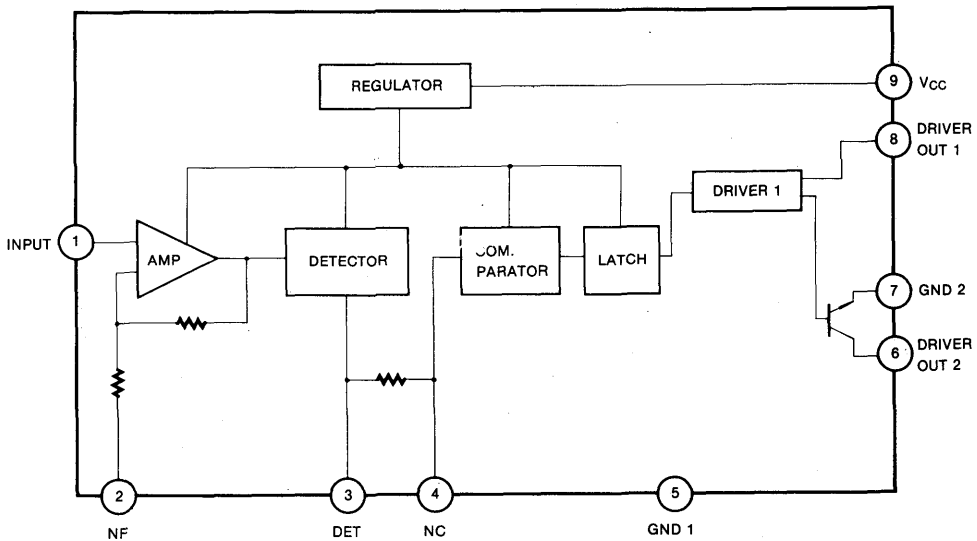 REGULATOR
9
Vcc
8
DRIVER
OUT 1
DRIVER 1
INPUT
1
AMP
DETECTOR
COM.
PARATOR
LATCH
7
GND 2
6
DRIVER
OUT 2
2
3
4
5
NF
DET
NC
GND 1